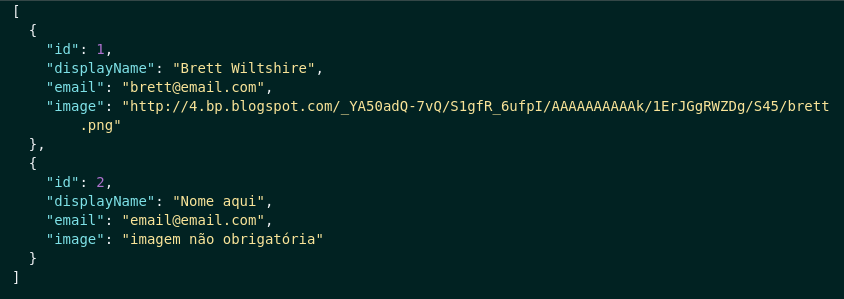 [
  {
    "id": 1,
    "displayName": "Brett Wiltshire",
    "email": "brett@email.com",
    "image": "http://4.bp.blogspot.com/_YA50adQ-7vQ/S1gfR_6ufpI/AAAAAAAAAAk/1ErJGgRWZDg/S45/brett
        .png"
  },
  {
    "id": 2,
    "displayName": "Nome aqui",
    "email": "email@email.com",
    "image": "imagem não obrigatória"
  }
]